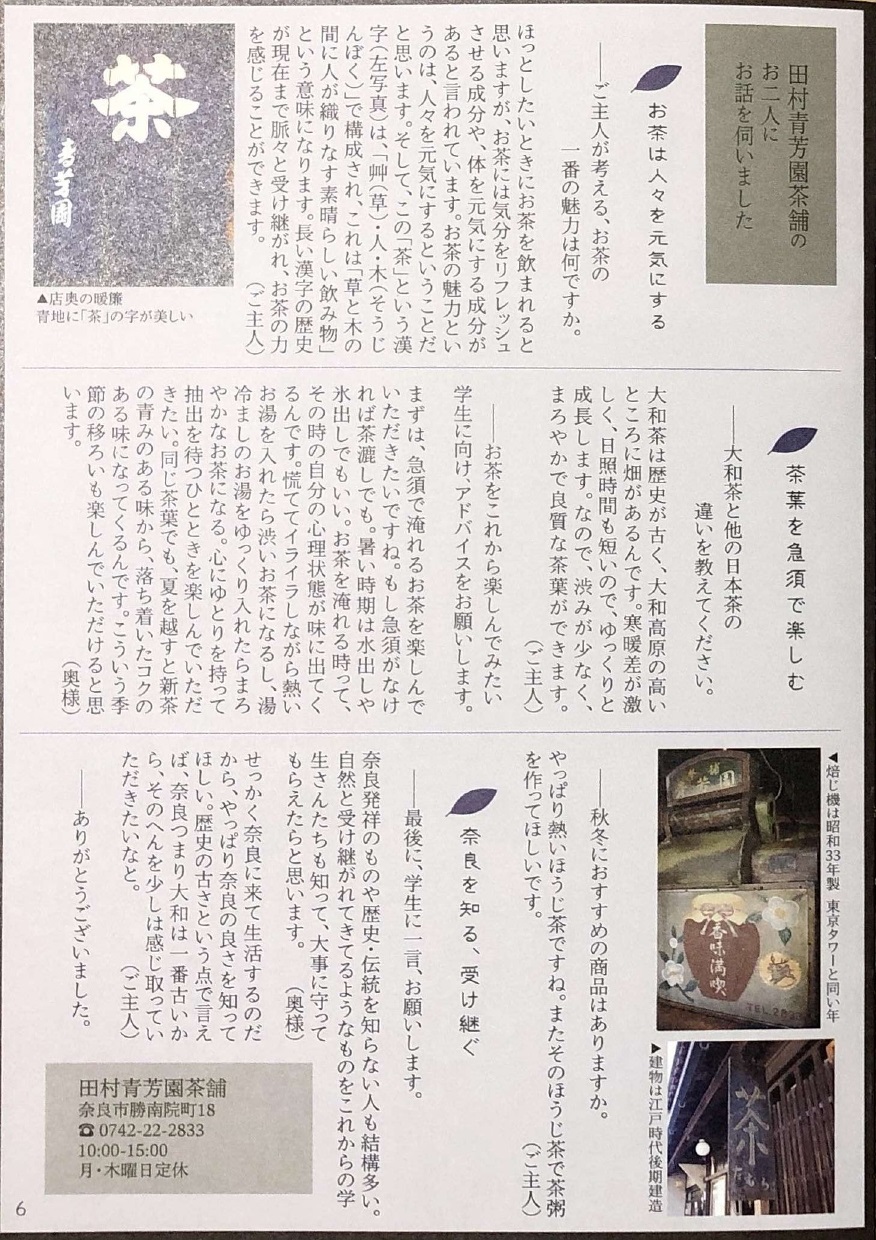 田村青芳園茶舗の
お二人に
お話を伺いました
お茶は人々を元気にする
――ご主人が考える、お茶の
一番の魅力は何ですか。
ほっとしたいときにお茶を飲まれると
思いますが、お茶には気分をリフレッシュ
させる成分や、体を元気にする成分が
あると言われています。お茶の魅力とい
うのは、人々を元気にするということだ
と思います。そして、この「茶」という漢
字(左写真)は、「艸(草)・人・木(そうじ
んぼく)」で構成され、これは「草と木の
間に人が織りなす素晴らしい飲み物」
という意味になります。長い漢字の歴史
が現在まで脈々と受け継がれ、お茶の力
を感じることができます。 (ご主人)
茶
青芳園
▲店奥の暖簾
青地に「茶」の字が美しい
茶葉を急須で楽しむ
――大和茶と他の日本茶の
違いを教えてください。
大和茶は歴史が古く、大和高原の高い
ところに畑があるんです。寒暖差が激
しく、日照時間も短いので、ゆっくりと
成長します。なので、渋みが少なく、
まろやかで良質な茶葉ができます。
(ご主人)
――お茶をこれから楽しんでみたい
学生に向け、アドバイスをお願いします。
まずは、急須で淹れるお茶を楽しんで
いただきたいですね。もし急須がなけ
れば茶漉しでも。暑い時期は水出しや
氷出しでもいい。お茶を淹れる時って、
その時の自分の心理状態が味に出てく
るんです。慌ててイライラしながら熱い
お湯を入れたら渋いお茶になるし、湯
冷ましのお湯をゆっくり入れたらまろ
やかなお茶になる。心にゆとりを持って
抽出を待つひとときを楽しんでいただ
きたい。同じ茶葉でも、夏を越すと新茶
の青みのある味から、落ち着いたコクの
ある味になってくるんです。こういう季
節の移ろいも楽しんでいただけると思
います。 (奥様)
◀焙じ機は昭和33年製 東京タワーと同い年
茶舗
芳園
香味満喫
TEL2833
▶建物は江戸時代後期建造
茶
たむら
――秋冬におすすめの商品はありますか。
やっぱり熱いほうじ茶ですね。またそのほうじ茶で茶粥
を作ってほしいです。 (ご主人)
奈良を知る、受け継ぐ
――最後に、学生に一言、お願いします。
奈良発祥のものや歴史・伝統を知らない人も結構多い。
自然と受け継がれてきてるようなものをこれからの学
生さんたちも知って、大事に守って
もらえたらと思います。 (奥様)
せっかく奈良に来て生活するのだ
から、やっぱり奈良の良さを知って
ほしい。歴史の古さという点で言え
ば、奈良つまり大和は一番古いか
ら、そのへんを少しは感じ取ってい
ただきたいなと。 (ご主人)
――ありがとうございました。
田村青芳園茶舗
奈良市勝南院町18
☎0742-22-2833
10:00-15:00
月・木曜日定休
6